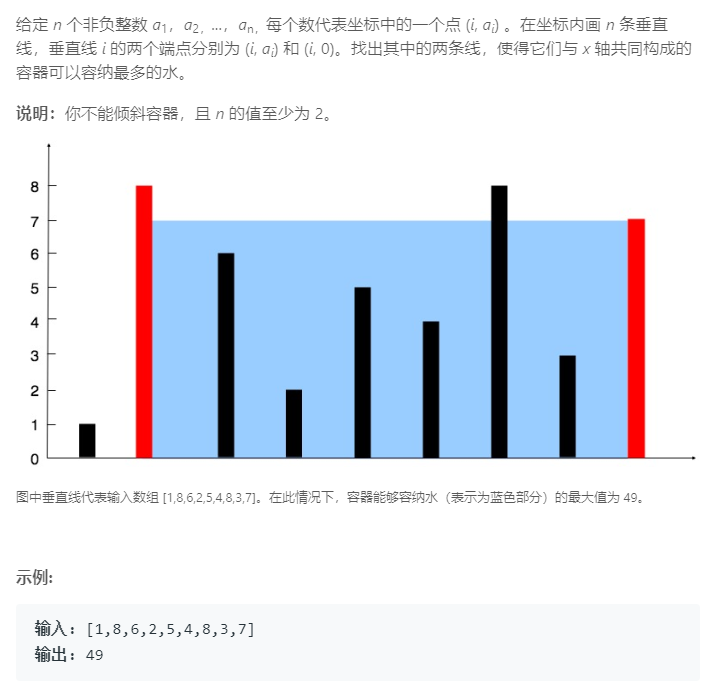 给定 n 个非负整数 a1，a2，...，an，每个数代表坐标中的一个点 (i, ai) 。在坐标内画 n 条垂直
线，垂直线 i 的两个端点分别为 (i, ai) 和 (i, 0)。找出其中的两条线，使得它们与 x 轴共同构成的
容器可以容纳最多的水。
说明：你不能倾斜容器，且 n 的值至少为 2。
8
7
6
5
4
3
2
1
0
图中垂直线代表输入数组 [1,8,6,2,5,4,8,3,7]。在此情况下，容器能够容纳水（表示为蓝色部分）的最大值为 49。
示例:
输入: [1,8,6,2,5,4,8,3,7]
输出: 49